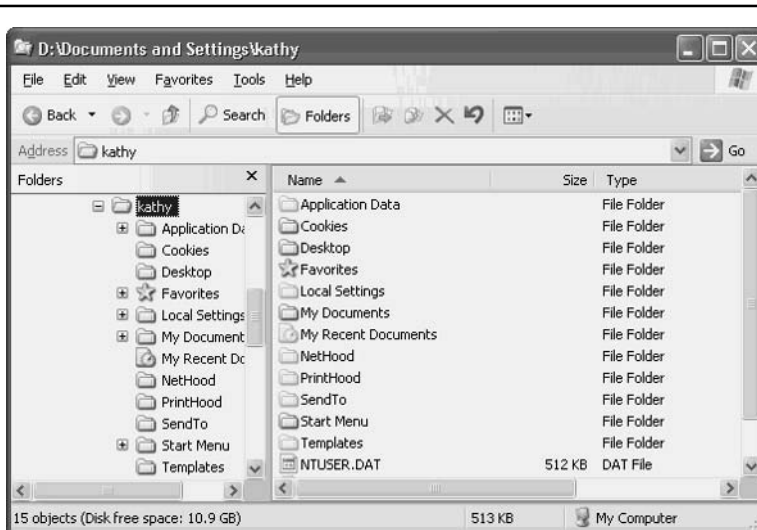 D:\Documents and Settings\kathy
File Edit View Favorites Tools Help
Back Search Folders
Address kathy Go
Folders
kathy
Application Da
Cookies
Desktop
Favorites
Local Settings
My Document
My Recent Do
NetHood
PrintHood
SendTo
Start Menu
Templates
Name Size Type
Application Data File Folder
Cookies File Folder
Desktop File Folder
Favorites File Folder
Local Settings File Folder
My Documents File Folder
My Recent Documents File Folder
NetHood File Folder
PrintHood File Folder
SendTo File Folder
Start Menu File Folder
Templates File Folder
NTUSER.DAT 512 KB DAT File
15 objects (Disk free space: 10.9 GB) 513 KB My Computer